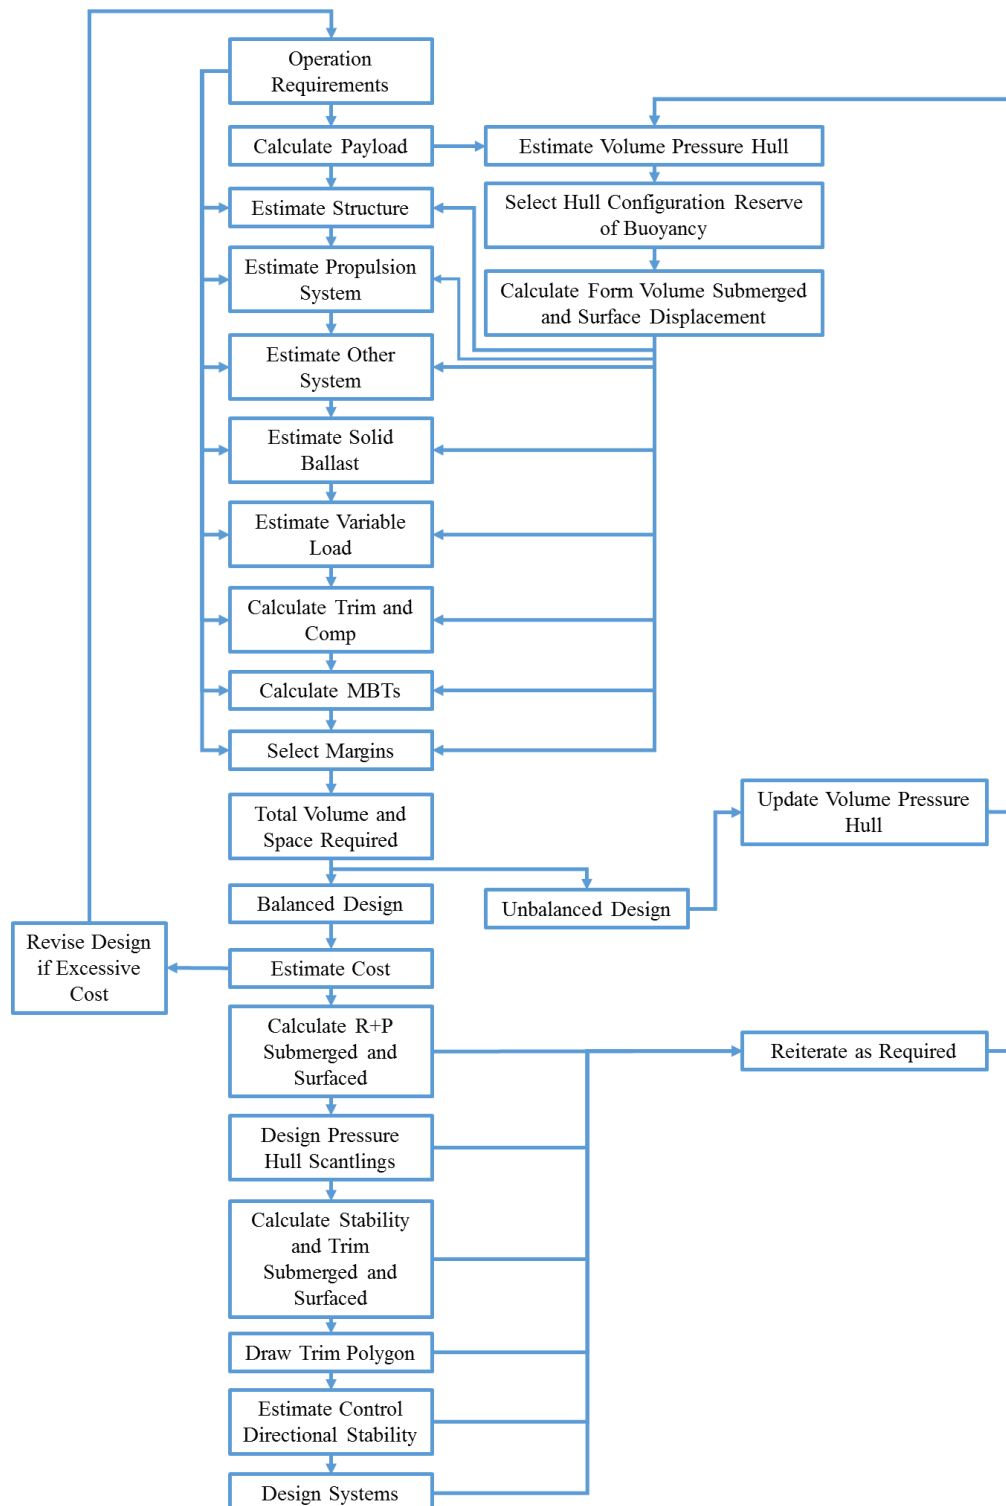 Operation
Requirements
Calculate Payload
Estimate Volume Pressure Hull
Estimate Structure
Select Hull Configuration Reserve
of Buoyancy
Estimate Propulsion
System
Calculate Form Volume Submerged
and Surface Displacement
Estimate Other
System
Estimate Solid
Ballast
Estimate Variable
Load
Calculate Trim and
Comp
Calculate MBTs
Select Margins
Total Volume and
Space Required
Update Volume Pressure
Hull
Balanced Design
Unbalanced Design
Revise Design
if Excessive
Cost
Estimate Cost
Calculate R+P
Submerged and
Surfaced
Reiterate as Required
Design Pressure
Hull Scantlings
Calculate Stability
and Trim
Submerged and
Surfaced
Draw Trim Polygon
Estimate Control
Directional Stability
Design Systems